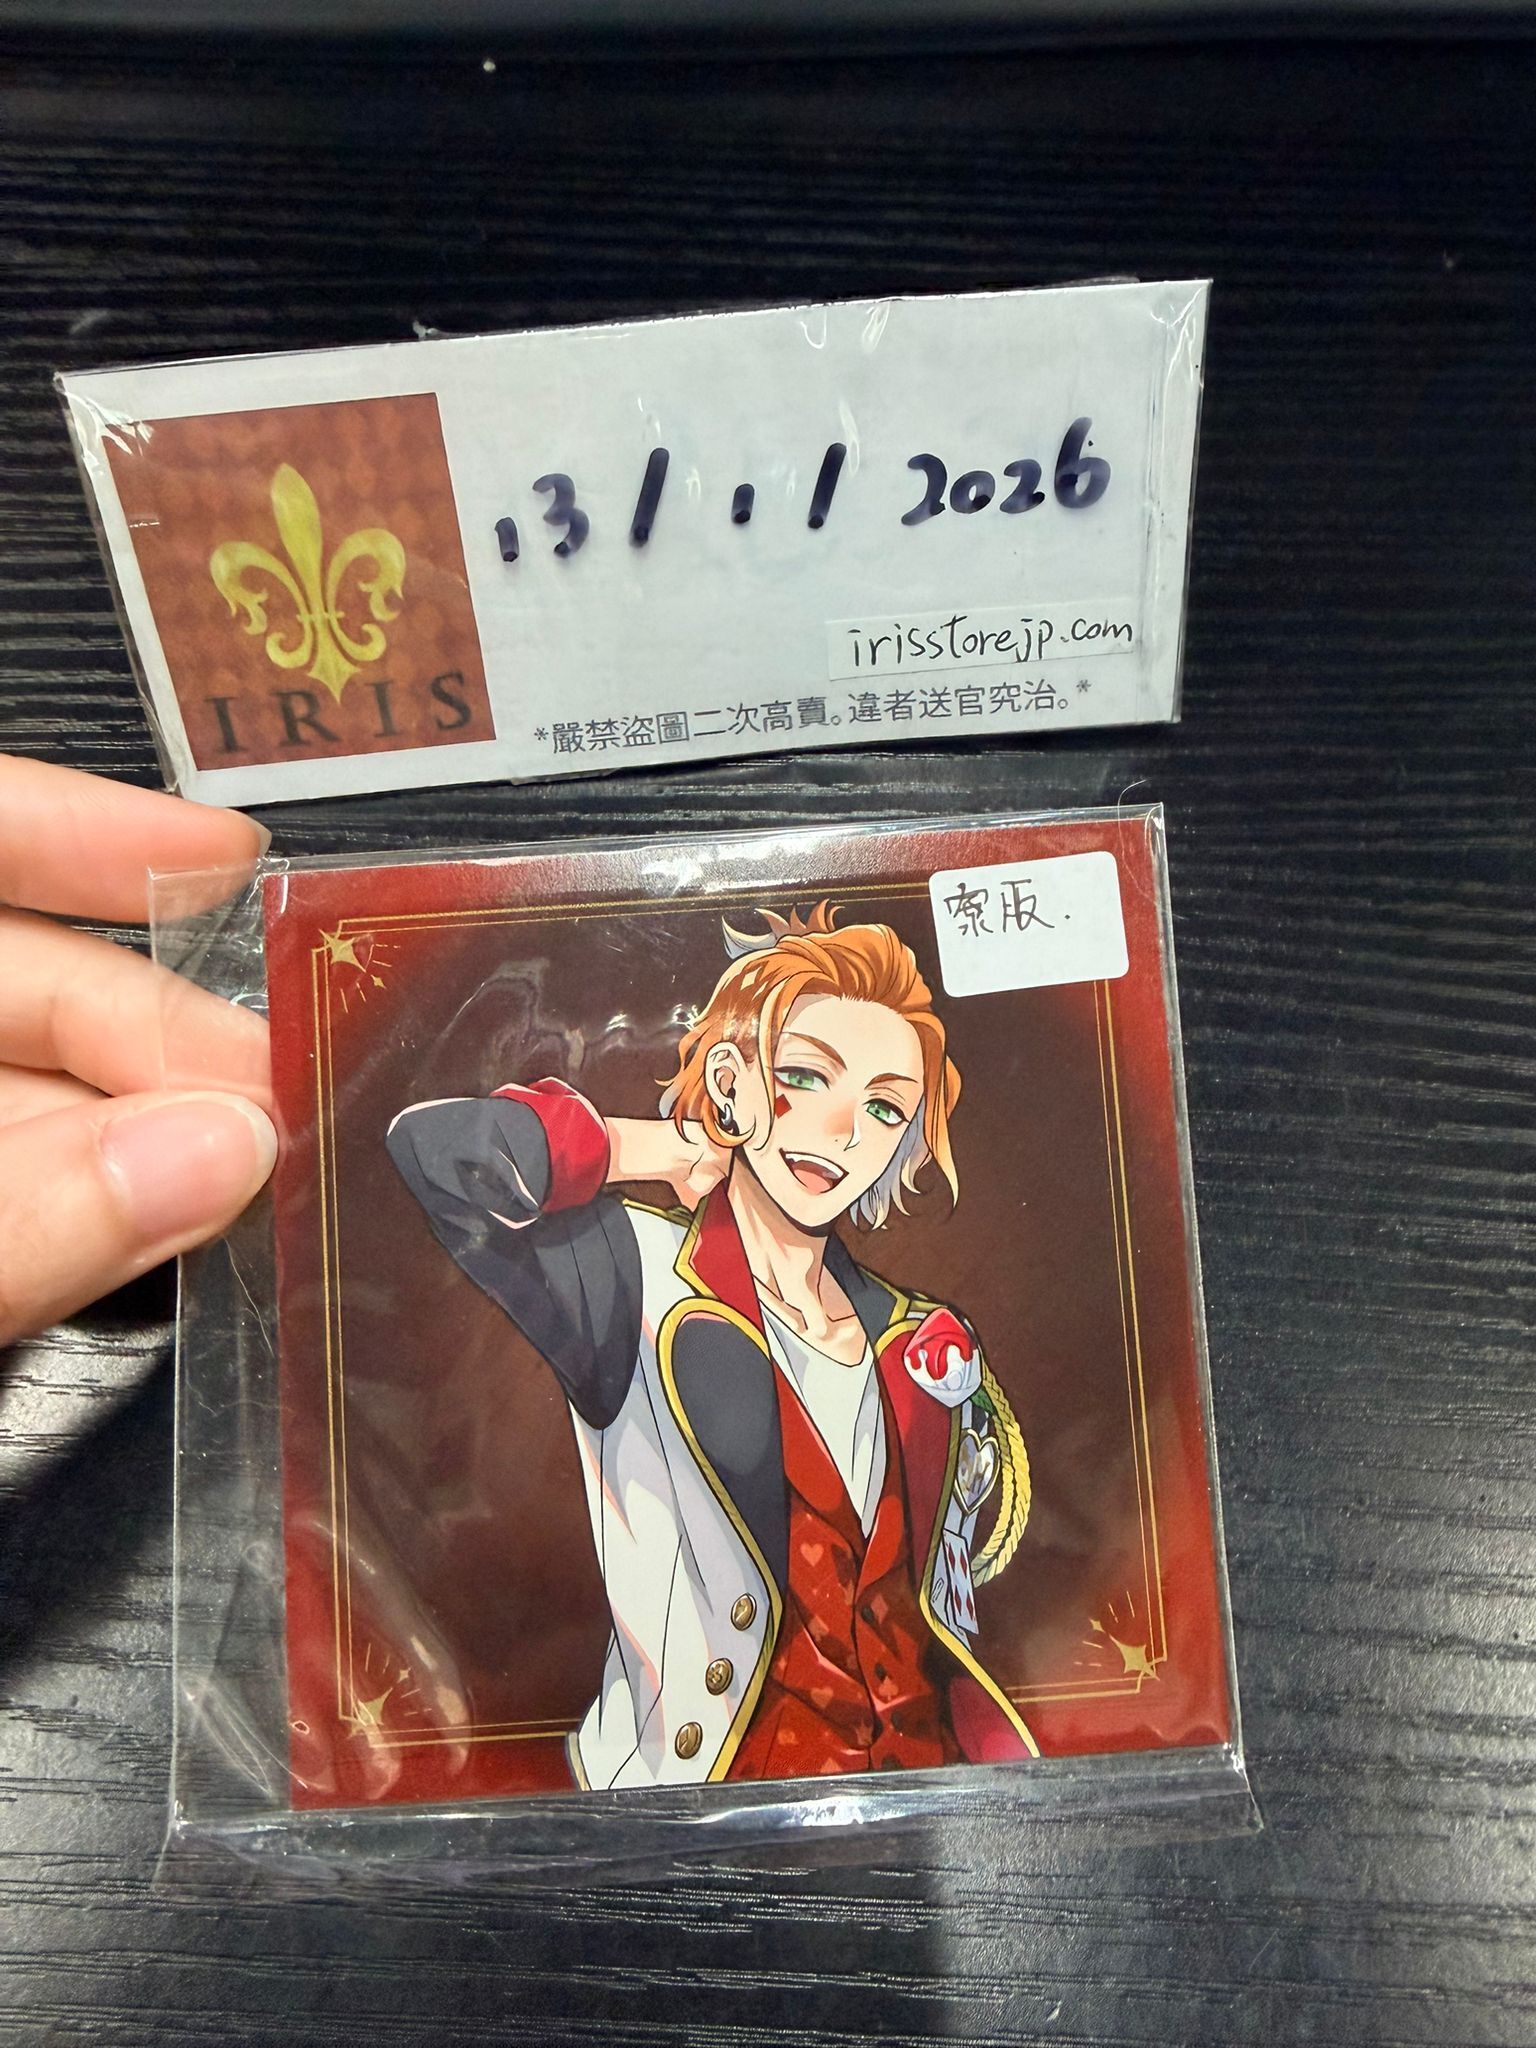 13/1/2026
irisstorejp.com
IRIS
*嚴禁盜圖二次高賣。違者送官究治。*
索版.